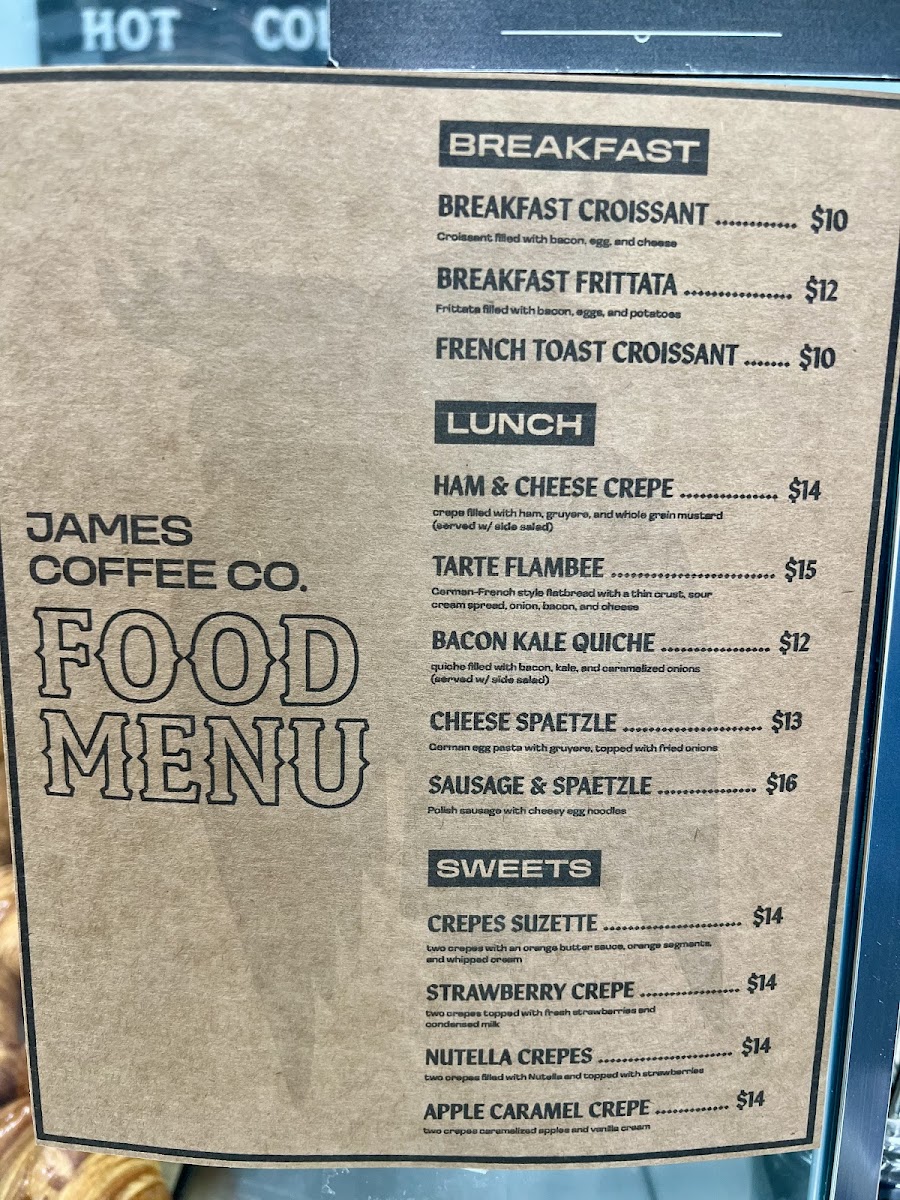 HOT COL
JAMES
COFFEE CO.
FOOD
MENU
BREAKFAST
BREAKFAST CROISSANT ............ $10
Croissant filled with bacon, egg, and cheese
BREAKFAST FRITTATA ................ $12
Frittata filled with bacon, eggs, and potatoes
FRENCH TOAST CROISSANT ....... $10
LUNCH
HAM & CHEESE CREPE ............... $14
crepe filled with ham, gruyere, and whole grain mustard
(served w/ side salad)
TARTE FLAMBEE ......................... $15
German-French style flatbread with a thin crust, sour
cream spread, onion, bacon, and cheese
BACON KALE QUICHE ................. $12
quiche filled with bacon, kale, and caramelized onions
(served w/ side salad)
CHEESE SPAETZLE ...................... $13
German egg pasta with gruyere, topped with fried onions
SAUSAGE & SPAETZLE ................ $16
Polish sausage with cheesy egg noodles
SWEETS
CREPES SUZETTE ...................... $14
two crepes with an orange butter sauce, orange segments,
and whipped cream
STRAWBERRY CREPE ................ $14
two crepes topped with fresh strawberries and
condensed milk
NUTELLA CREPES ...................... $14
two crepes filled with Nutella and topped with strawberries
APPLE CARAMEL CREPE ............ $14
two crepes caramelized apples and vanilla cream